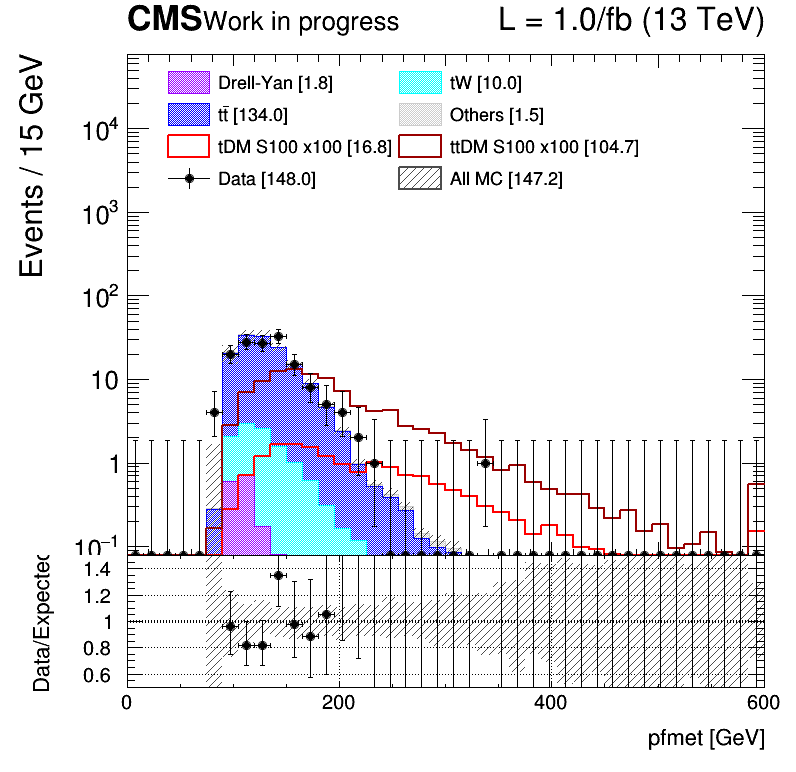 CMS Work in progress L = 1.0/fb (13 TeV)
Events / 15 GeV
Drell-Yan [1.8] tW [10.0]
tt̄ [134.0] Others [1.5]
tDM S100 x100 [16.8] ttDM S100 x100 [104.7]
Data [148.0] All MC [147.2]
10⁴
10³
10²
10
1
10⁻¹
Data/Expected
1.4
1.2
1
0.8
0.6
0 200 400 600
pfmet [GeV]